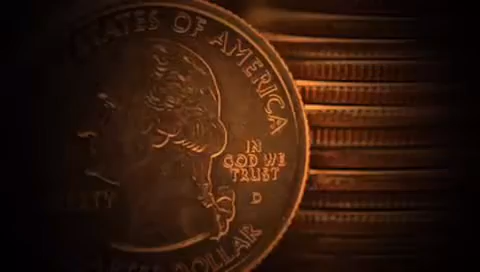 STATES OF AMERICA
IN
GOD WE
TRUST
D
DOLLAR